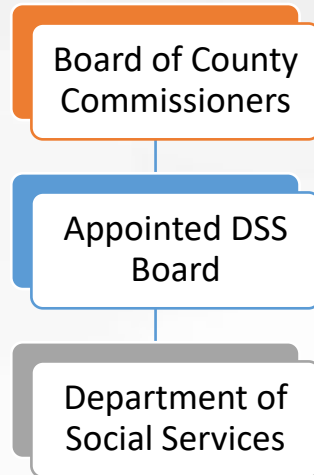 Board of County
Commissioners
Appointed DSS
Board
Department of
Social Services